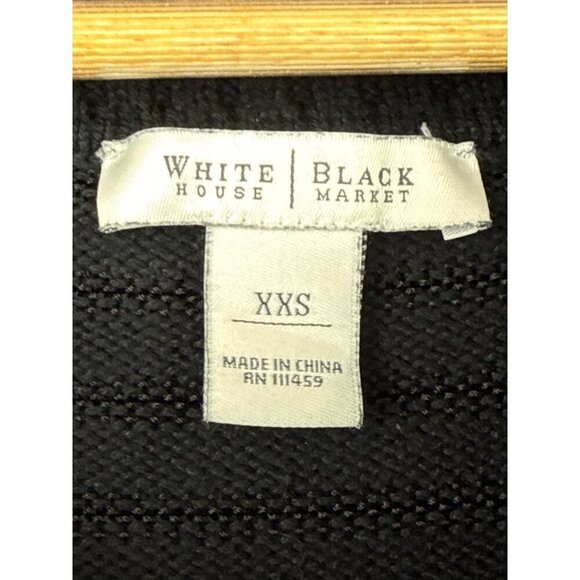 WHITE | BLACK
HOUSE | MARKET
XXS
MADE IN CHINA
RN 111459